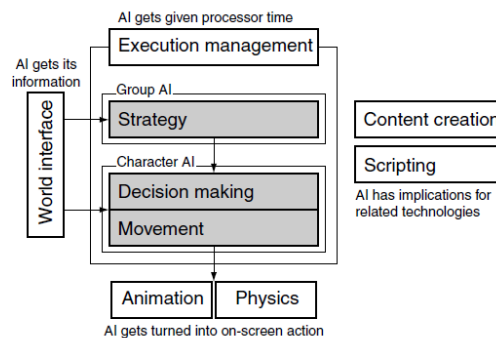 AI gets given processor time
Execution management
AI gets its
information
Group AI
Strategy
World interface
Character AI
Decision making
Movement
Content creation
Scripting
AI has implications for
related technologies
Animation
Physics
AI gets turned into on-screen action